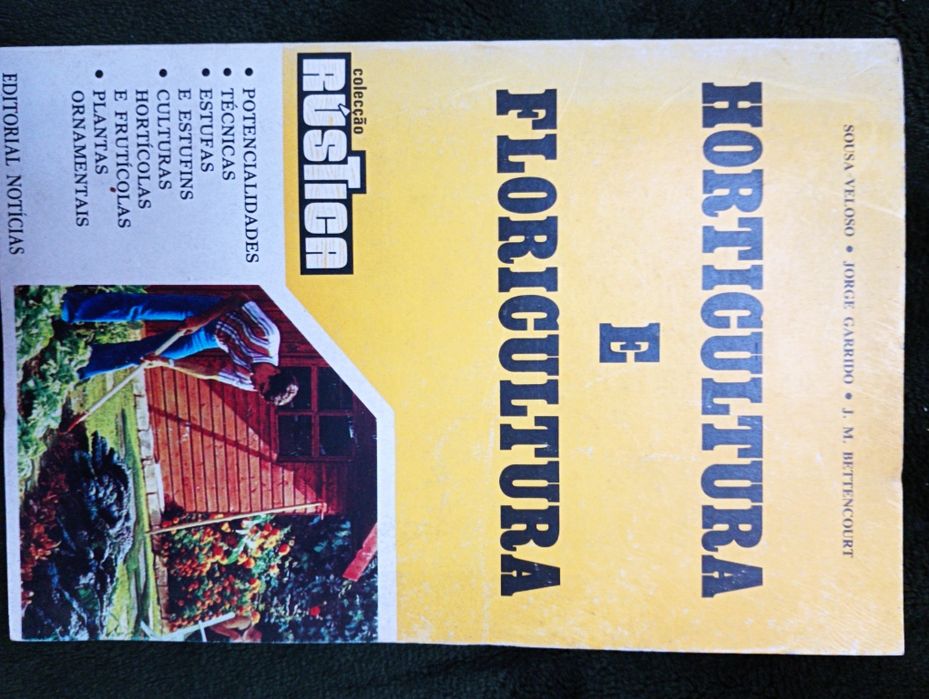 SOUSA VELOSO • JORGE GARRIDO • J. M. BETTENCOURT
HORTICULTURA
E
FLORICULTURA
colecção
RÚSTICA
• POTENCIALIDADES
• TÉCNICAS
• ESTUFAS
E ESTUFINS
• CULTURAS
HORTÍCOLAS
E FRUTÍCOLAS
• PLANTAS
ORNAMENTAIS
EDITORIAL NOTÍCIAS